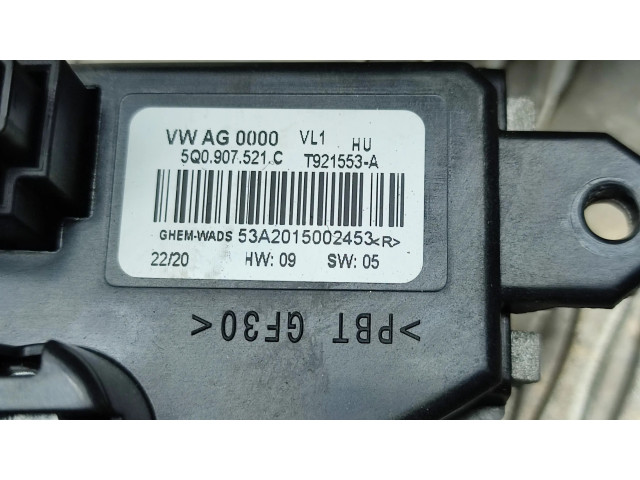 VW AG 0000 VL1 HU
5Q0.907.521.C T921553-A
GHEM-WADS 53A2015002453<R>
22/20 HW: 09 SW: 05
>PBT GF30<